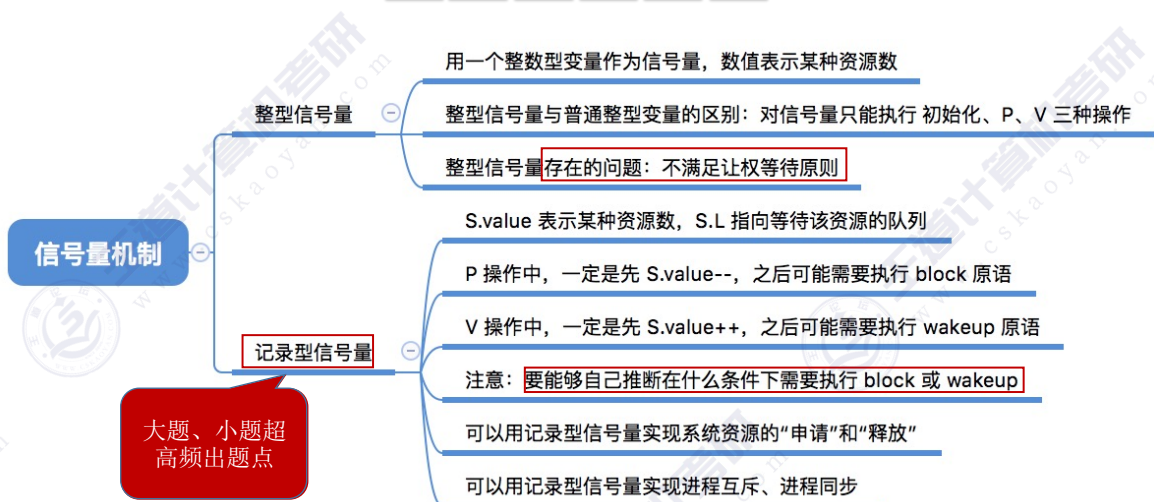 用一个整数型变量作为信号量，数值表示某种资源数
整型信号量
整型信号量与普通整型变量的区别：对信号量只能执行 初始化、P、V 三种操作
整型信号量存在的问题：不满足让权等待原则
信号量机制
S.value 表示某种资源数，S.L 指向等待该资源的队列
P 操作中，一定是先 S.value--，之后可能需要执行 block 原语
V 操作中，一定是先 S.value++，之后可能需要执行 wakeup 原语
记录型信号量
注意：要能够自己推断在什么条件下需要执行 block 或 wakeup
大题、小题超
高频出题点
可以用记录型信号量实现系统资源的“申请”和“释放”
可以用记录型信号量实现进程互斥、进程同步
王道计算机考研
www.cskaoyan.com